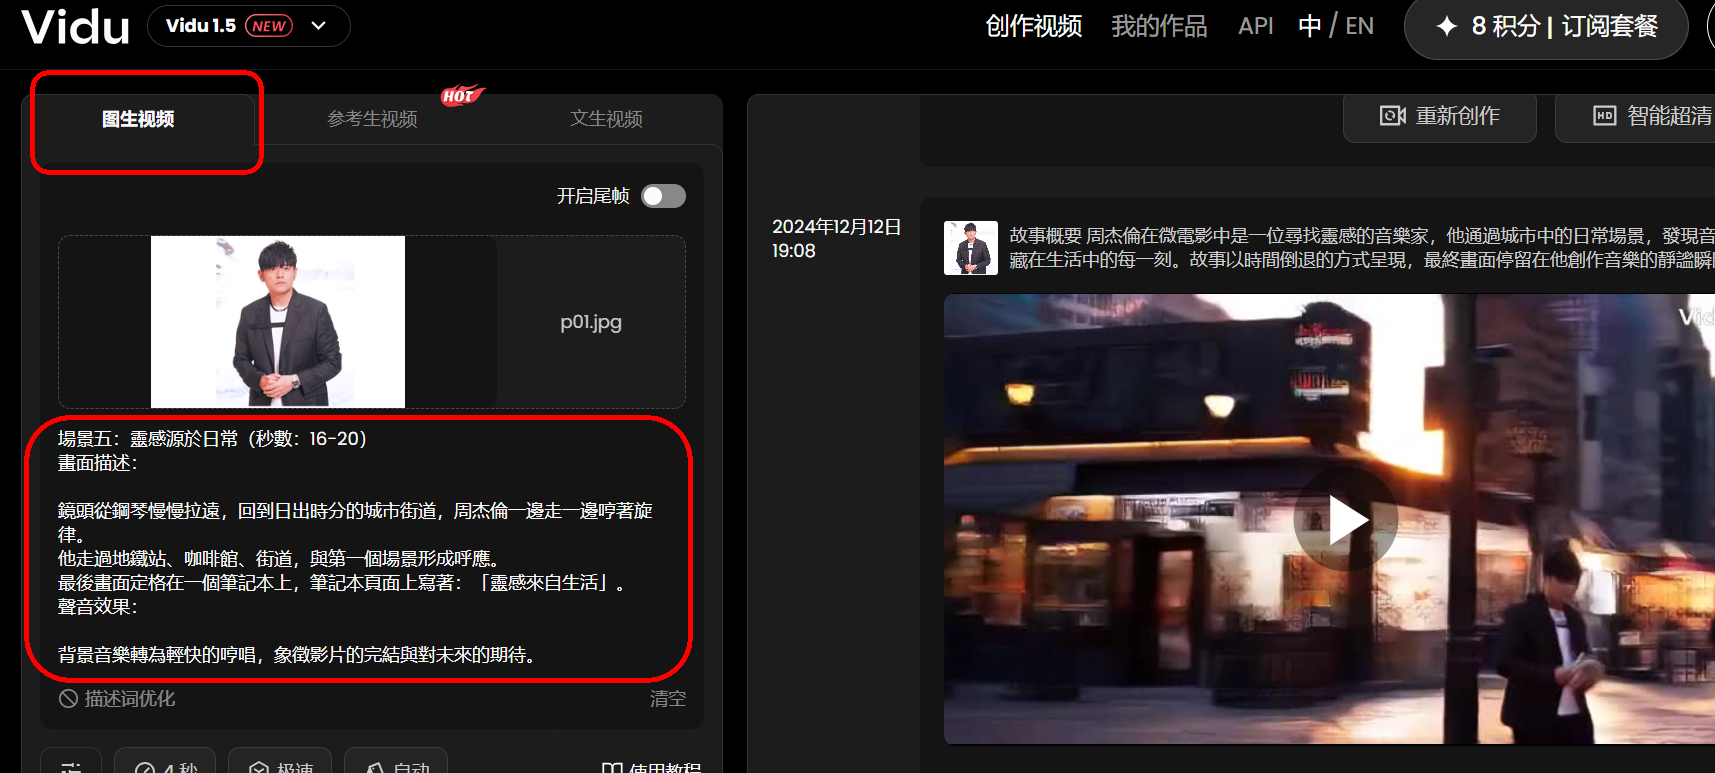 Vidu
Vidu 1.5 NEW
创作视频 我的作品 API 中 / EN 8 积分 | 订阅套餐
图生视频 参考生视频 HOT 文生视频
开启尾帧
p01.jpg
場景五：靈感源於日常（秒數：16-20）
畫面描述：
鏡頭從鋼琴慢慢拉遠，回到日出時分的城市街道，周杰倫一邊走一邊哼著旋
律。
他走過地鐵站、咖啡館、街道，與第一個場景形成呼應。
最後畫面定格在一個筆記本上，筆記本頁面上寫著：「靈感來自生活」。
聲音效果：
背景音樂轉為輕快的哼唱，象徵影片的完結與對未來的期待。
描述词优化 清空
4 秒 极速 自动 使用教程
重新创作 HD 智能超清
2024年12月12日
19:08
故事概要 周杰倫在微電影中是一位尋找靈感的音樂家，他通過城市中的日常場景，發現音
藏在生活中的每一刻。故事以時間倒退的方式呈現，最終畫面停留在他創作音樂的靜謐瞬